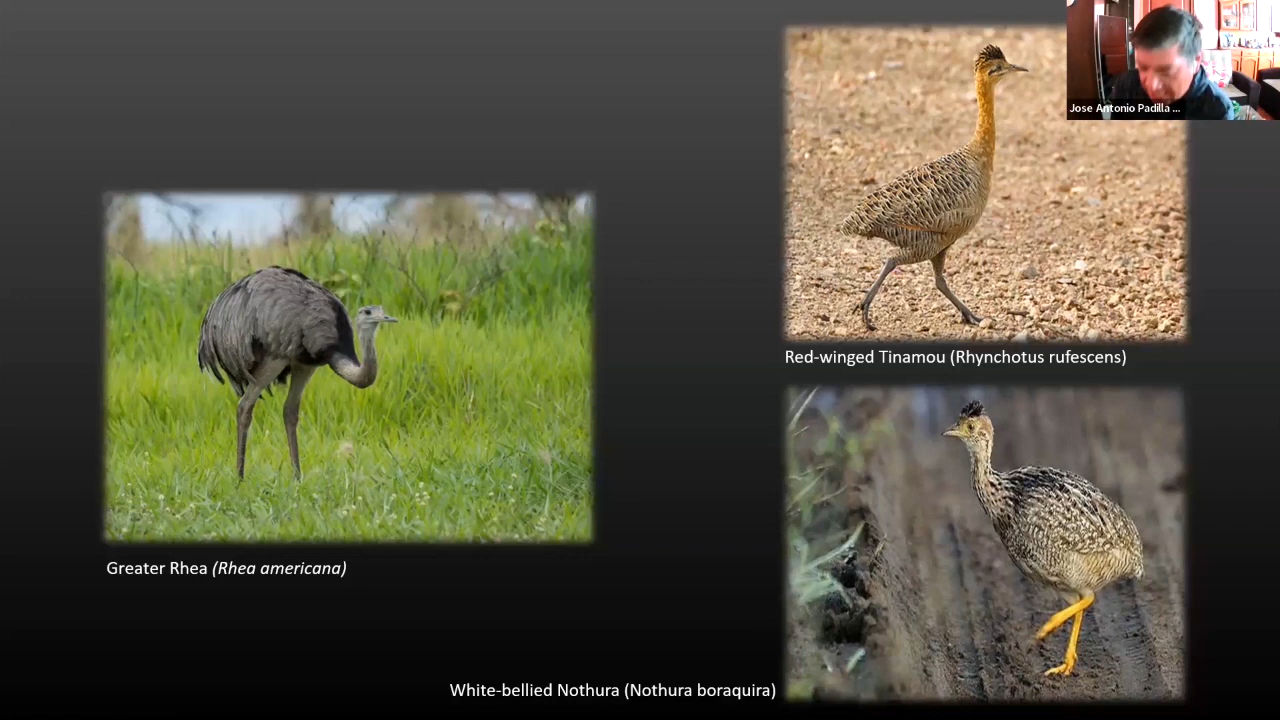 Jose Antonio Padilla ...
Red-winged Tinamou (Rhynchotus rufescens)
Greater Rhea (Rhea americana)
White-bellied Nothura (Nothura boraquira)